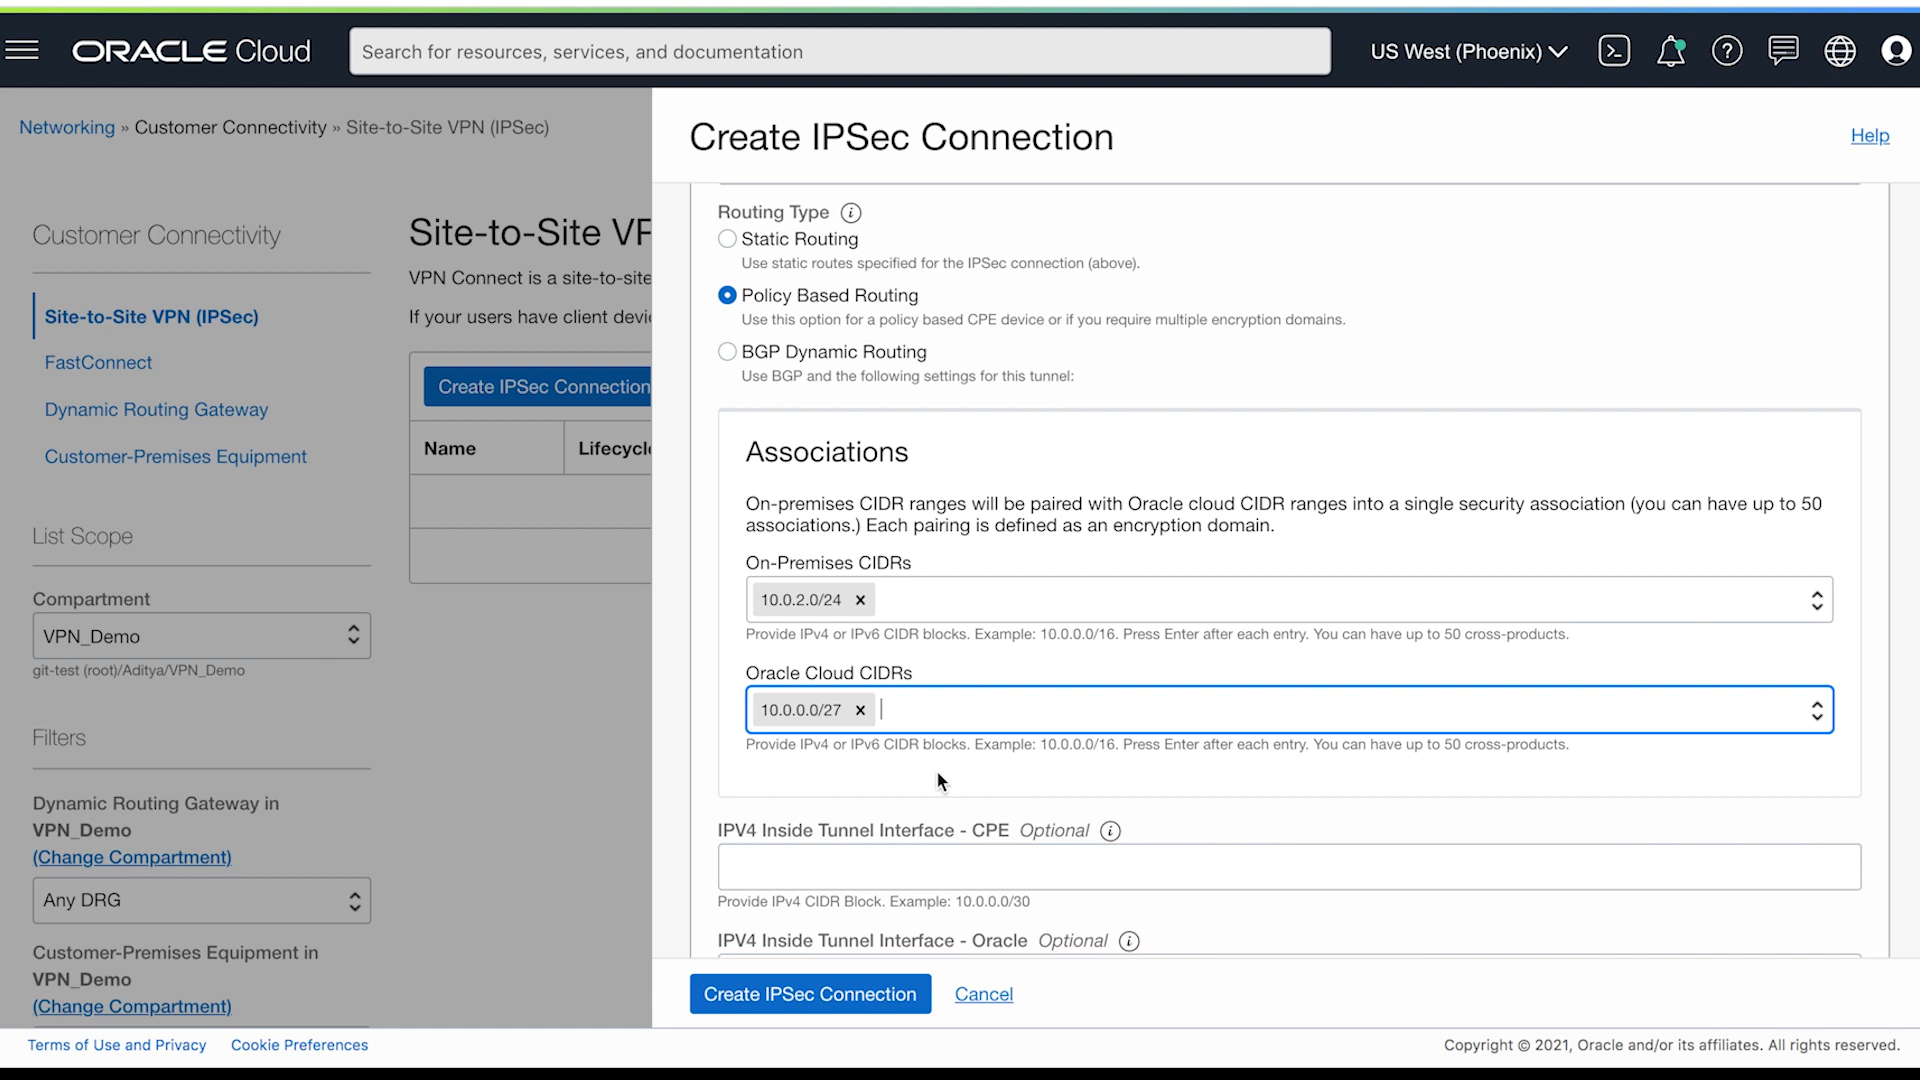 ORACLE Cloud
Search for resources, services, and documentation
US West (Phoenix)
Networking » Customer Connectivity » Site-to-Site VPN (IPSec)
Customer Connectivity
Site-to-Site VPN (IPSec)
FastConnect
Dynamic Routing Gateway
Customer-Premises Equipment
List Scope
Compartment
VPN_Demo
git-test (root)/Aditya/VPN_Demo
Filters
Dynamic Routing Gateway in
VPN_Demo
(Change Compartment)
Any DRG
Customer-Premises Equipment in
VPN_Demo
(Change Compartment)
Site-to-Site
VPN Connect is a site-to-site
If your users have client
Create IPSec Connection
Name
Create IPSec Connection
Help
Routing Type
Static Routing
Use static routes specified for the IPSec connection (above).
Policy Based Routing
Use this option for a policy based CPE device or if you require multiple encryption domains.
BGP Dynamic Routing
Use BGP and the following settings for this tunnel:
Associations
On-premises CIDR ranges will be paired with Oracle cloud CIDR ranges into a single security association (you can have up to 50
associations.) Each pairing is defined as an encryption domain.
On-Premises CIDRs
10.0.2.0/24 ×
Provide IPv4 or IPv6 CIDR blocks. Example: 10.0.0.0/16. Press Enter after each entry. You can have up to 50 cross-products.
Oracle Cloud CIDRs
10.0.0.0/27 ×
Provide IPv4 or IPv6 CIDR blocks. Example: 10.0.0.0/16. Press Enter after each entry. You can have up to 50 cross-products.
IPV4 Inside Tunnel Interface - CPE Optional
Provide IPv4 CIDR Block. Example: 10.0.0.0/30
IPV4 Inside Tunnel Interface - Oracle Optional
Create IPSec Connection
Cancel
Terms of Use and Privacy
Cookie Preferences
Copyright © 2021, Oracle and/or its affiliates. All rights reserved.